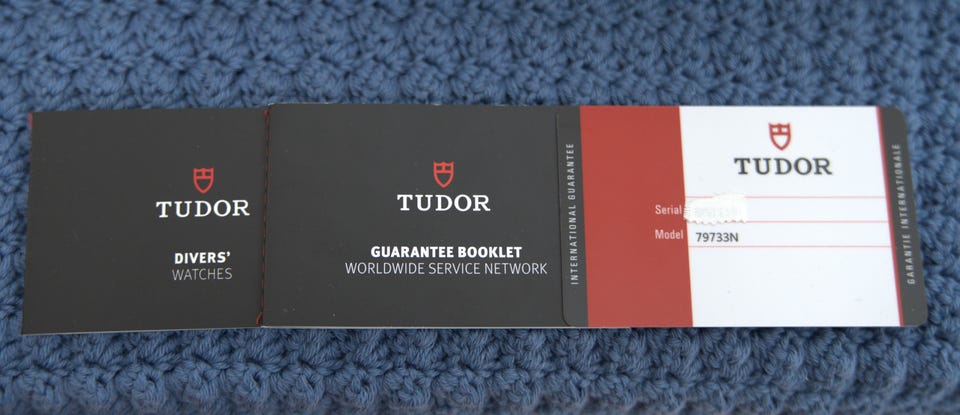 TUDOR
DIVERS'
WATCHES
TUDOR
GUARANTEE BOOKLET
WORLDWIDE SERVICE NETWORK
INTERNATIONAL GUARANTEE
TUDOR
Serial
Model 79733N
GARANTIE INTERNATIONALE